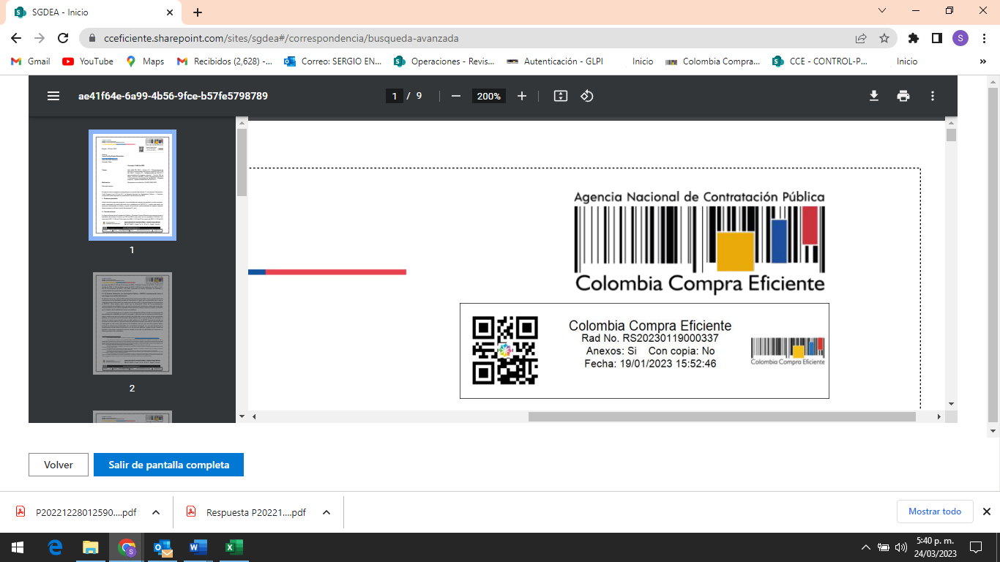 SGDEA - Inicio
cceficiente.sharepoint.com/sites/sgdea#/correspondencia/busqueda-avanzada
S
Gmail
YouTube
Maps
Recibidos (2,628) -...
Correo: SERGIO EN...
Operaciones - Revis...
Autenticación - GLPI
Inicio
Colombia Compra...
CCE - CONTROL-P...
Inicio
»
ae41f64e-6a99-4b56-9fce-b57fe5798789
1 / 9
200%
1
2
Agencia Nacional de Contratación Pública
Colombia Compra Eficiente
Colombia Compra Eficiente
Rad No. RS20230119000337
Anexos: Si Con copia: No
Fecha: 19/01/2023 15:52:46
Colombia Compra Eficiente
Volver
Salir de pantalla completa
P20221228012590....pdf
Respuesta P20221....pdf
Mostrar todo
5:40 p. m.
24/03/2023